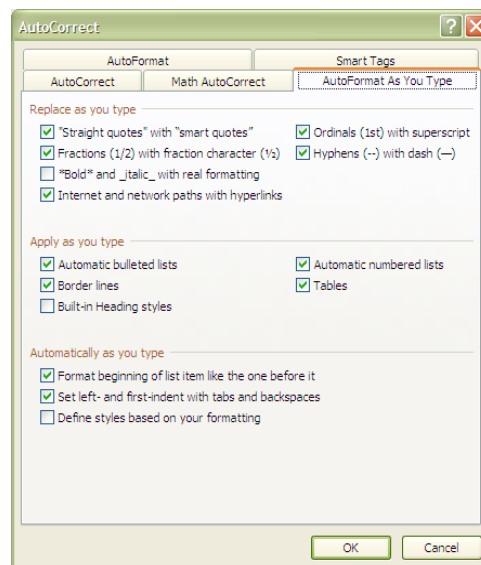 AutoCorrect
AutoFormat Smart Tags
AutoCorrect Math AutoCorrect AutoFormat As You Type
Replace as you type
"Straight quotes" with “smart quotes” Ordinals (1st) with superscript
Fractions (1/2) with fraction character (½) Hyphens (--) with dash (—)
*Bold* and _italic_ with real formatting
Internet and network paths with hyperlinks
Apply as you type
Automatic bulleted lists Automatic numbered lists
Border lines Tables
Built-in Heading styles
Automatically as you type
Format beginning of list item like the one before it
Set left- and first-indent with tabs and backspaces
Define styles based on your formatting
OK Cancel